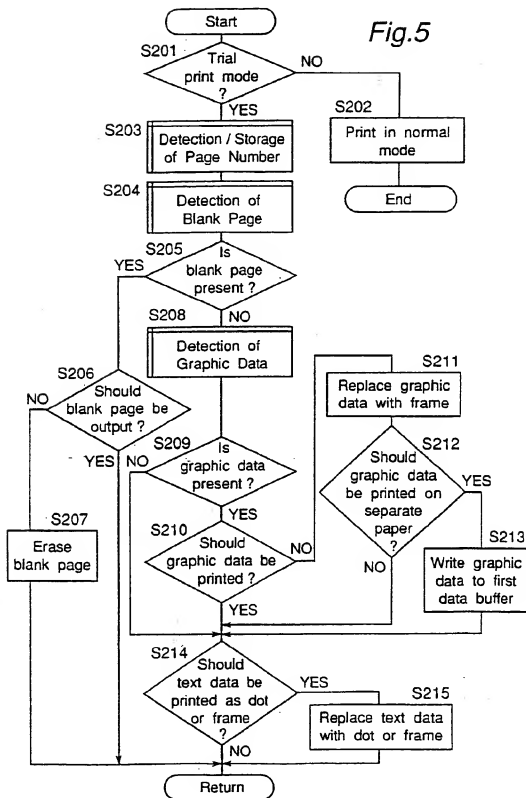 Start
Fig.5
S201
Trial
print mode
?
NO
YES
S202
Print in normal
mode
End
S203
Detection / Storage
of Page Number
S204
Detection of
Blank Page
S205
Is
blank page
present ?
YES
NO
S208
Detection of
Graphic Data
S206
Should
blank page be
output ?
NO
YES
S207
Erase
blank page
S209
Is
graphic data
present ?
NO
YES
S210
Should
graphic data be
printed ?
NO
YES
S211
Replace graphic
data with frame
S212
Should
graphic data
be printed on
separate
paper
?
YES
NO
S213
Write graphic
data to first
data buffer
S214
Should
text data be
printed as dot
or frame
?
YES
NO
S215
Replace text data
with dot or frame
Return